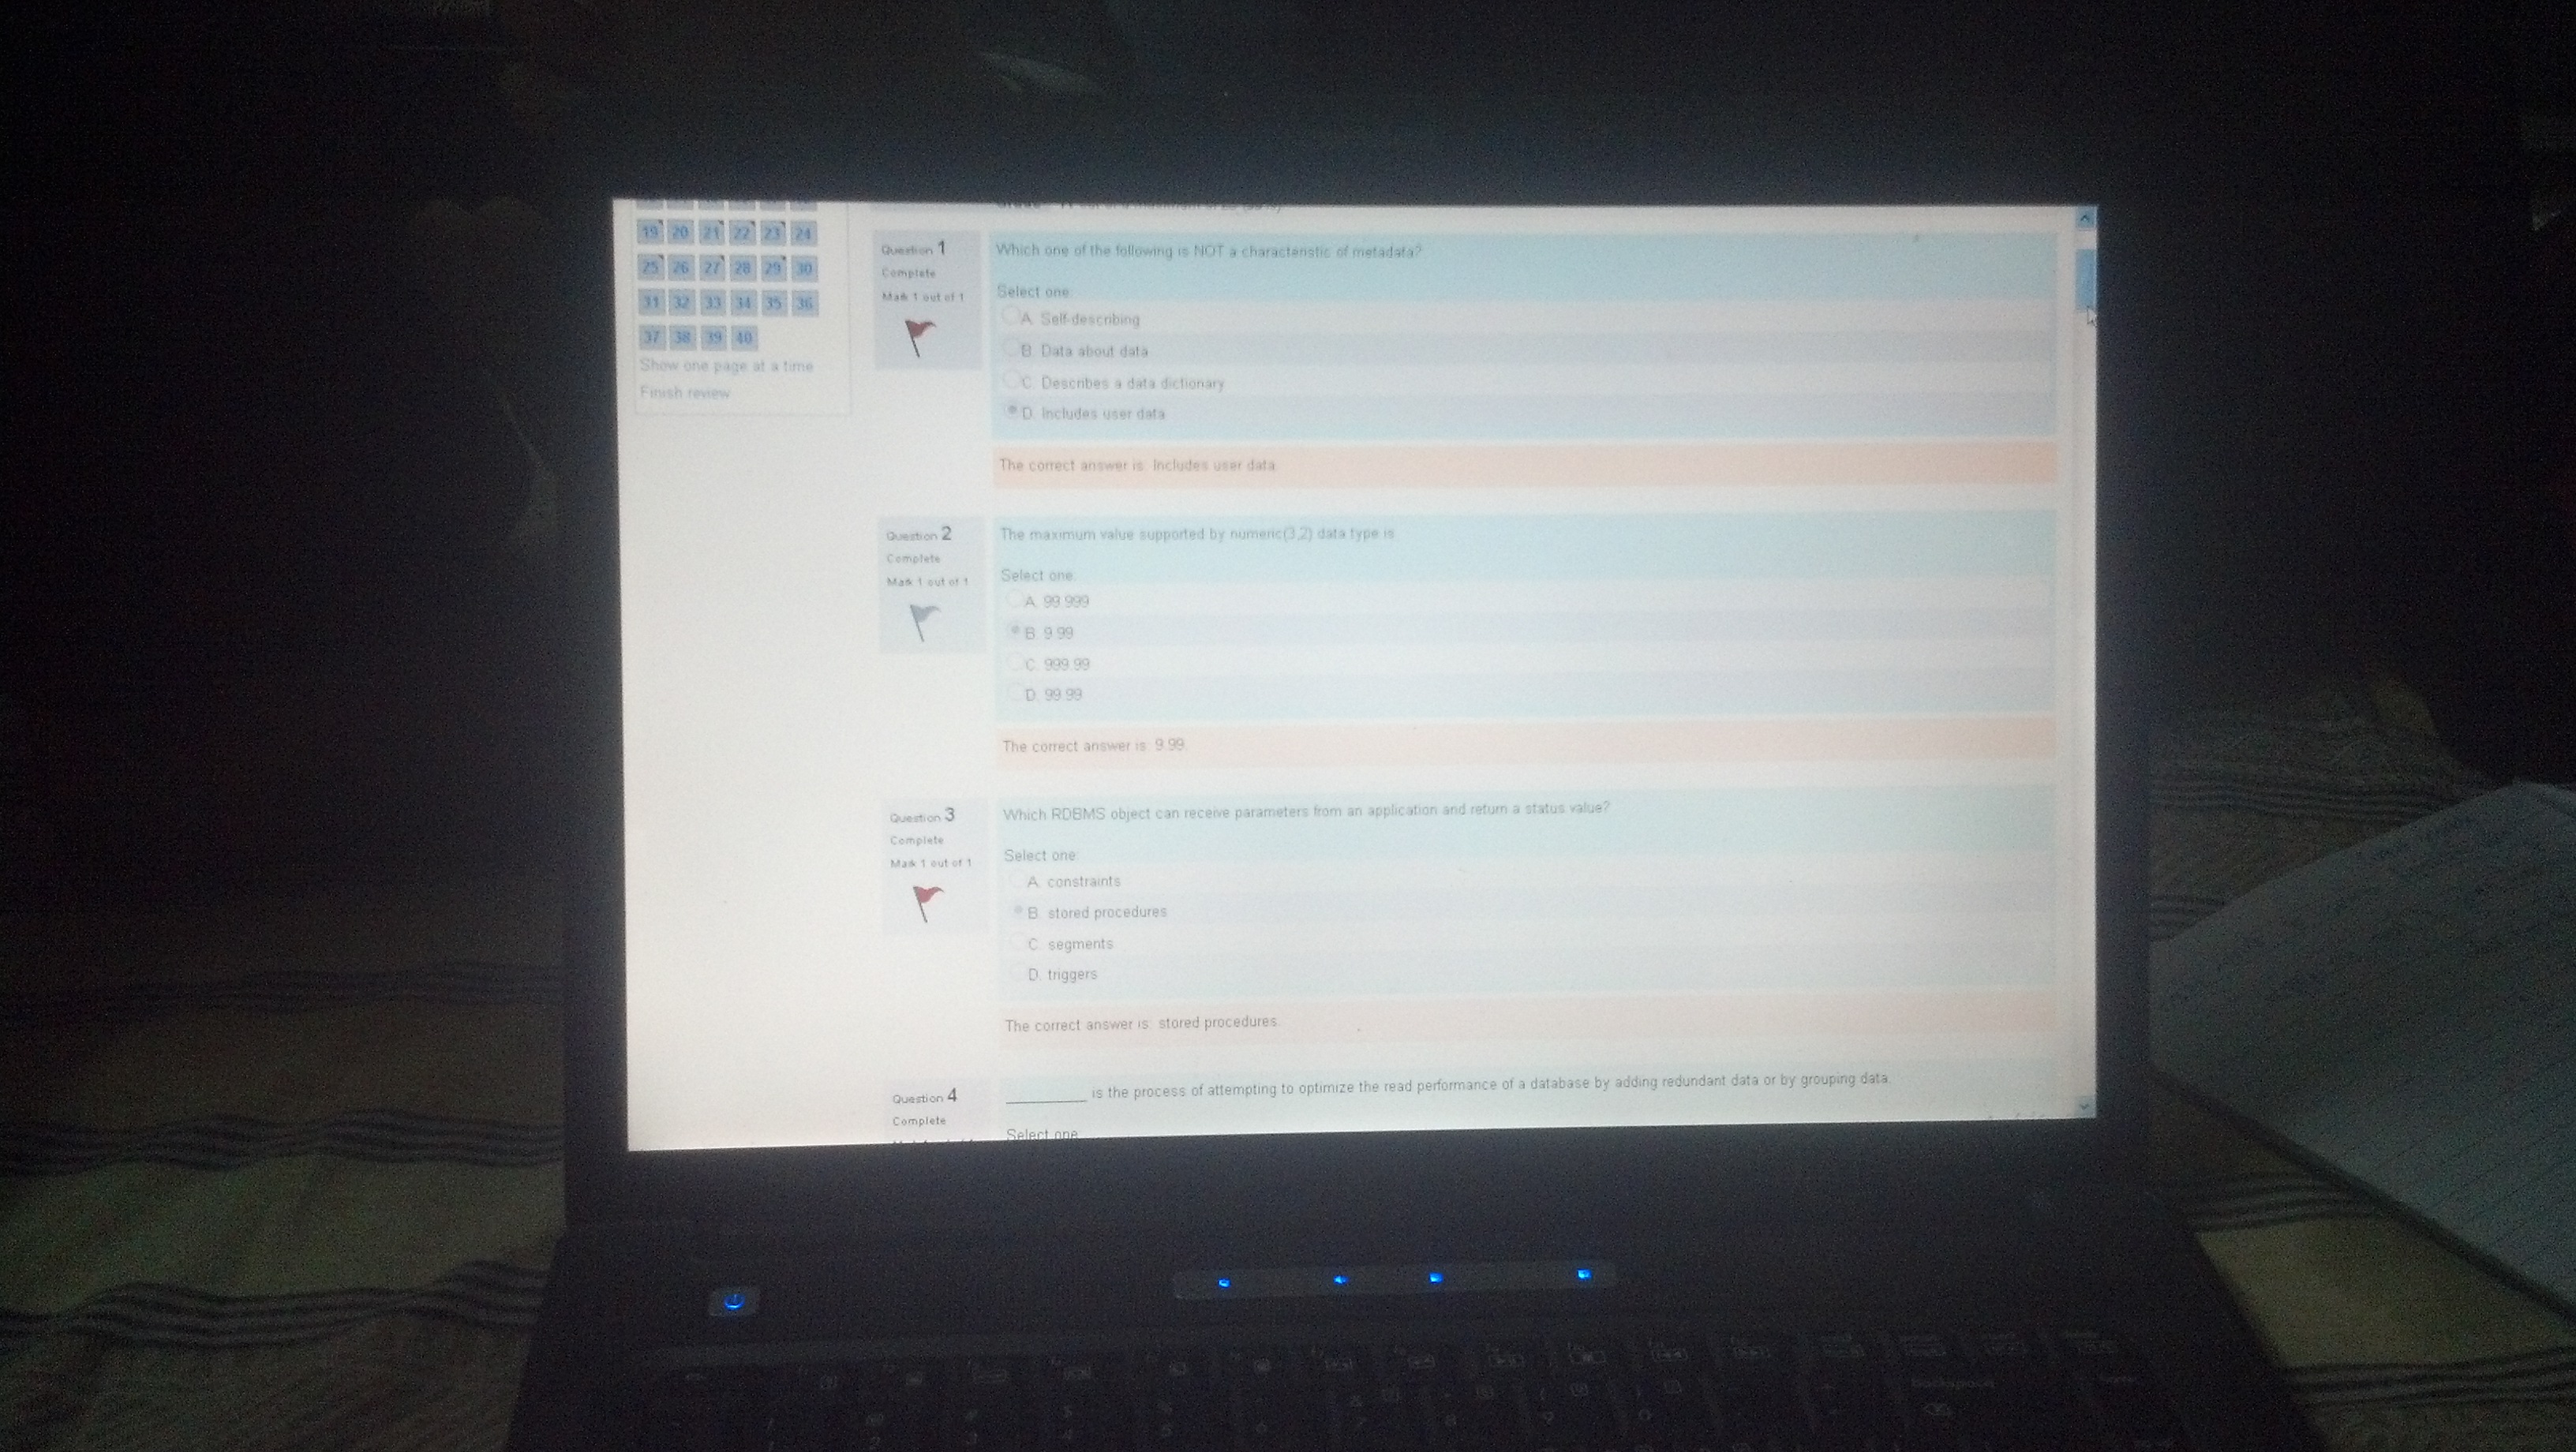 19 20 21 22 23 24
25 26 27 28 29 30
31 32 33 34 35 36
37 38 39 40
Show one page at a time
Finish review
Question 1
Complete
Mark 1 out of 1
Which one of the following is NOT a characteristic of metadata?
Select one:
A. Self-describing
B. Data about data
C. Describes a data dictionary
D. Includes user data
The correct answer is: Includes user data
Question 2
Complete
Mark 1 out of 1
The maximum value supported by numeric(3,2) data type is
Select one:
A. 99.999
B. 9.99
C. 999.99
D. 99.99
The correct answer is: 9.99.
Question 3
Complete
Mark 1 out of 1
Which RDBMS object can receive parameters from an application and return a status value?
Select one:
A. constraints
B. stored procedures
C. segments
D. triggers
The correct answer is: stored procedures
Question 4
Complete
__________ is the process of attempting to optimize the read performance of a database by adding redundant data or by grouping data.
Select one
backspace